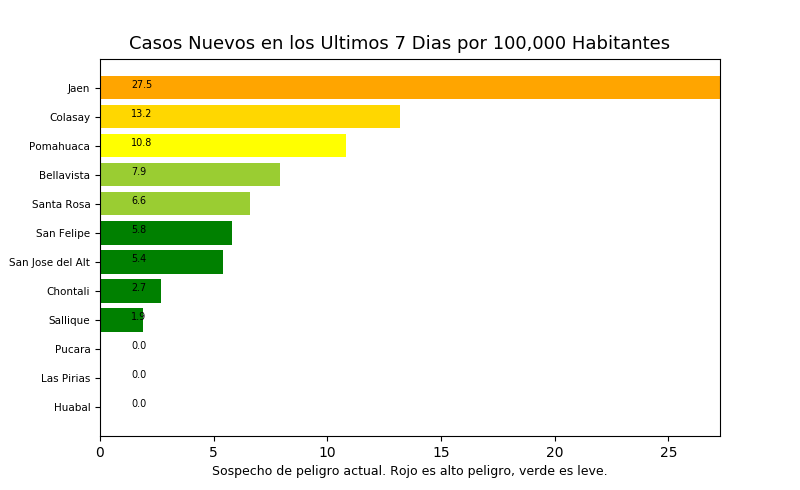 Casos Nuevos en los Ultimos 7 Dias por 100,000 Habitantes
Jaen 27.5
Colasay 13.2
Pomahuaca 10.8
Bellavista 7.9
Santa Rosa 6.6
San Felipe 5.8
San Jose del Alt 5.4
Chontali 2.7
Sallique 1.9
Pucara 0.0
Las Pirias 0.0
Huabal 0.0
0 5 10 15 20 25
Sospecho de peligro actual. Rojo es alto peligro, verde es leve.